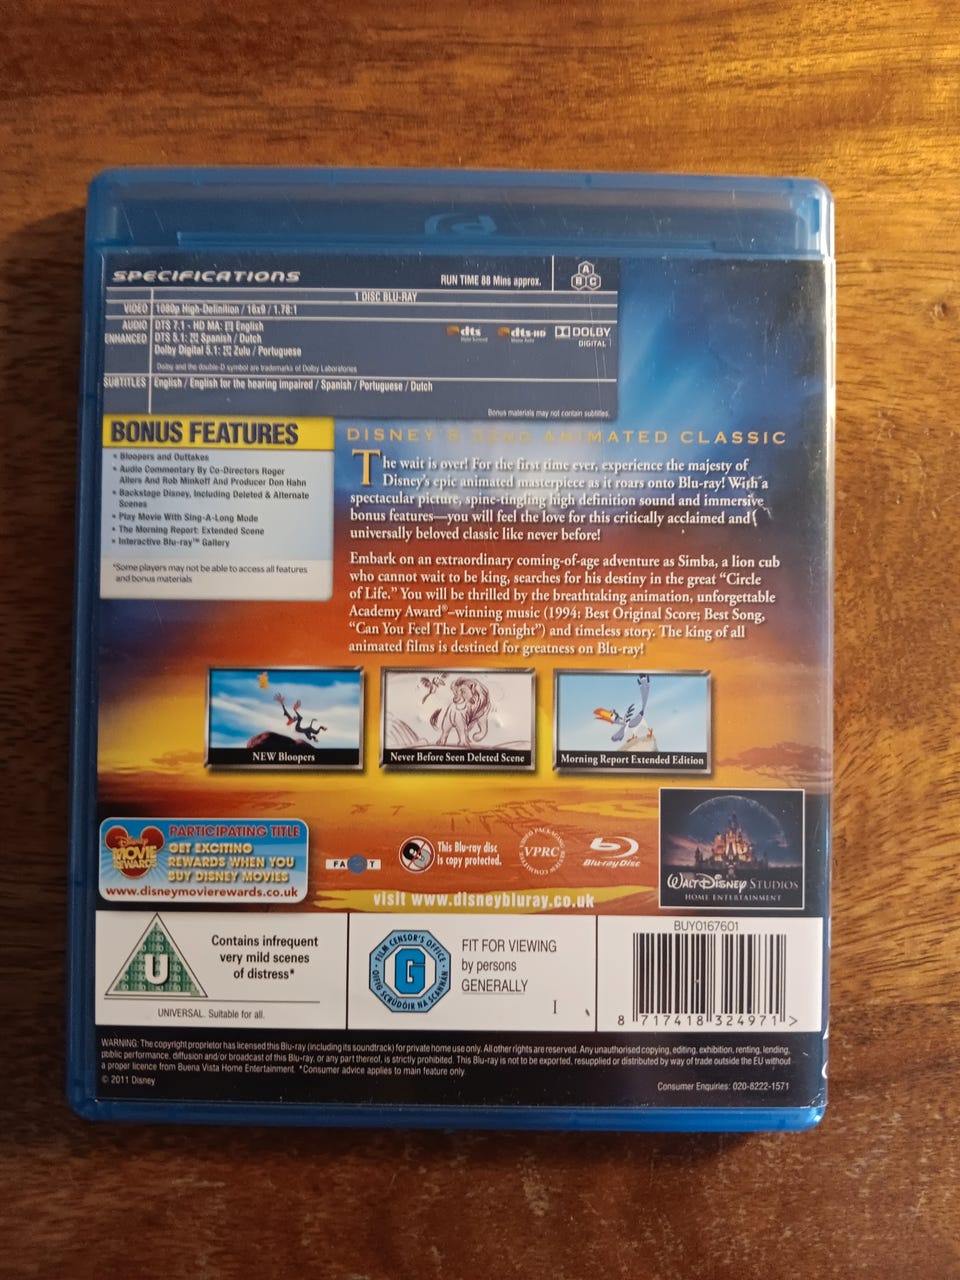 SPECIFICATIONS
RUN TIME 88 Mins approx.
A
B C
1 DISC BLU-RAY
VIDEO 1080p High-Definition / 16x9 / 1.78:1
AUDIO DTS 7.1 - HD MA: English
ENHANCED DTS 5.1: Spanish / Dutch
Dolby Digital 5.1: Zulu / Portuguese
dts
dts-HD
DOLBY
DIGITAL
Dolby and the double-D symbol are trademarks of Dolby Laboratories
SUBTITLES English / English for the hearing impaired / Spanish / Portuguese / Dutch
Bonus materials may not contain subtitles.
BONUS FEATURES
• Bloopers and Outtakes
• Audio Commentary By Co-Directors Roger
Allers And Rob Minkoff And Producer Don Hahn
• Backstage Disney, Including Deleted & Alternate
Scenes
• Play Movie With Sing-A-Long Mode
• The Morning Report: Extended Scene
• Interactive Blu-ray™ Gallery
*Some players may not be able to access all features
and bonus materials
DISNEY'S 32ND ANIMATED CLASSIC
The wait is over! For the first time ever, experience the majesty of
Disney's epic animated masterpiece as it roars onto Blu-ray! With a
spectacular picture, spine-tingling high definition sound and immersive
bonus features—you will feel the love for this critically acclaimed and
universally beloved classic like never before!
Embark on an extraordinary coming-of-age adventure as Simba, a lion cub
who cannot wait to be king, searches for his destiny in the great “Circle
of Life.” You will be thrilled by the breathtaking animation, unforgettable
Academy Award®–winning music (1994: Best Original Score; Best Song,
“Can You Feel The Love Tonight”) and timeless story. The king of all
animated films is destined for greatness on Blu-ray!
NEW Bloopers
Never Before Seen Deleted Scene
Morning Report Extended Edition
Disney
MOVIE
REWARDS
PARTICIPATING TITLE
GET EXCITING
REWARDS WHEN YOU
BUY DISNEY MOVIES
www.disneymovierewards.co.uk
FACT
This Blu-ray disc
is copy protected.
VPRC
Blu-ray Disc
visit www.disneybluray.co.uk
WALT DISNEY STUDIOS
HOME ENTERTAINMENT
U
Contains infrequent
very mild scenes
of distress*
UNIVERSAL. Suitable for all.
FILM CENSOR'S OFFICE
G
OIFIG SCRÚDÓIR NA SCANNÁN
FIT FOR VIEWING
by persons
GENERALLY
I
BUY0167601
8 717418 324971 >
WARNING: The copyright proprietor has licensed this Blu-ray (including its soundtrack) for private home use only. All other rights are reserved. Any unauthorised copying, editing, exhibition, renting, lending,
public performance, diffusion and/or broadcast of this Blu-ray, or any part thereof, is strictly prohibited. This Blu-ray is not to be exported, resupplied or distributed by way of trade outside the EU without
a proper licence from Buena Vista Home Entertainment. *Consumer advice applies to main feature only.
© 2011 Disney
Consumer Enquiries: 020-8222-1571